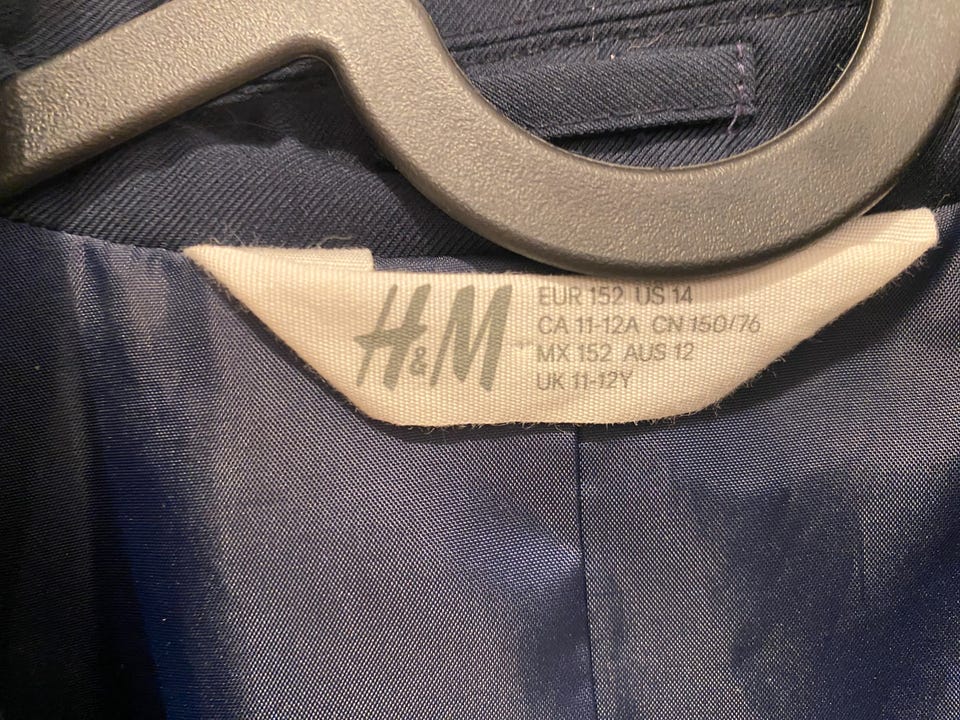 H&M
EUR 152 US 14
CA 11-12A CN 150/76
MX 152 AUS 12
UK 11-12Y